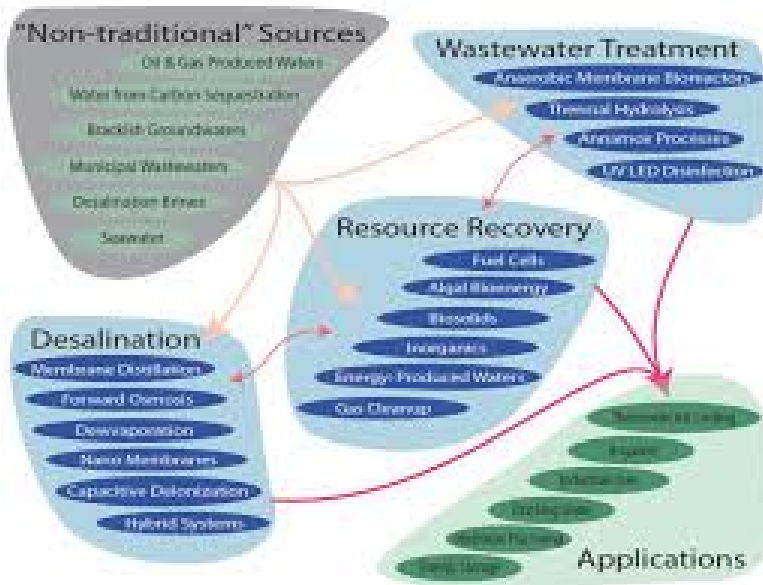 "Non-traditional" Sources
Oil & Gas Produced Waters
Water from Carbon Sequestration
Brackish Groundwaters
Municipal Wastewaters
Desalination Brines
Seawater
Wastewater Treatment
Anaerobic Membrane Bioreactors
Thermal Hydrolysis
Annamox Processes
UV LED Disinfection
Resource Recovery
Fuel Cells
Algal Bioenergy
Biosolids
Inorganics
Energy: Produced Waters
Gas Cleanup
Desalination
Membrane Distillation
Forward Osmosis
Dewvaporation
Nano Membranes
Capacitive Deionization
Hybrid Systems
Applications